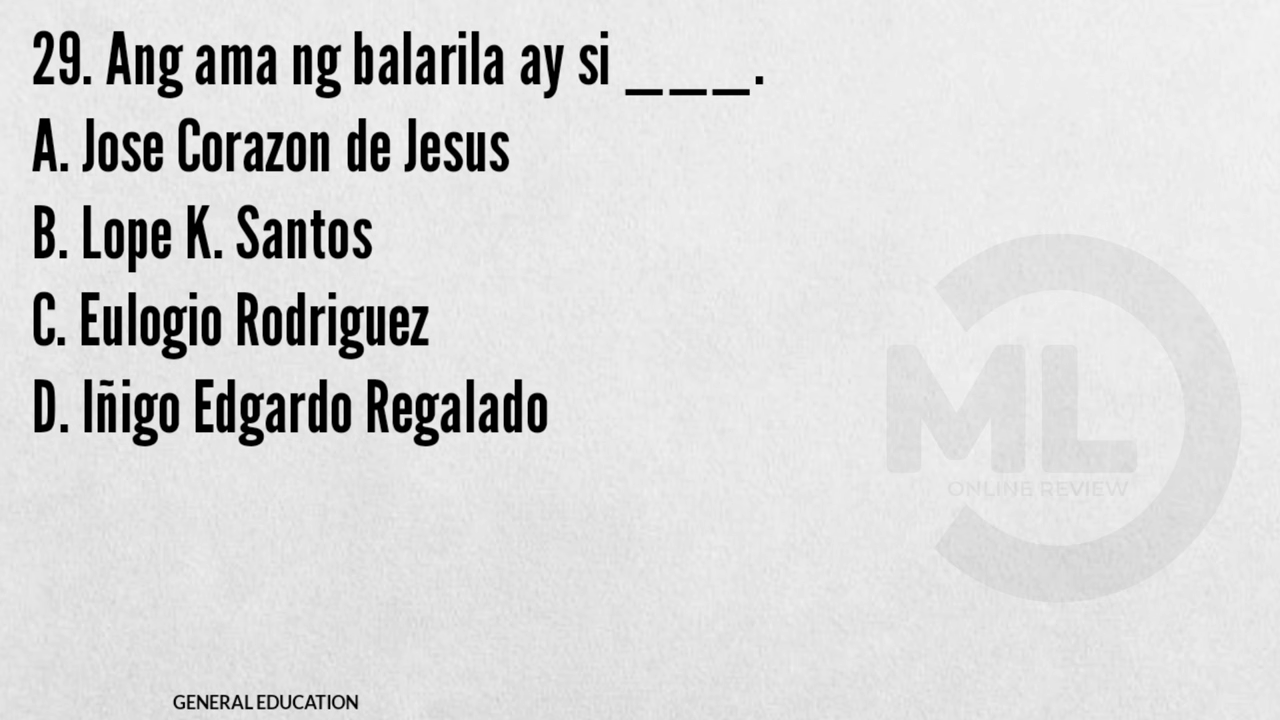 29. Ang ama ng balarila ay si ___.
A. Jose Corazon de Jesus
B. Lope K. Santos
C. Eulogio Rodriguez
D. Iñigo Edgardo Regalado
ML
ONLINE REVIEW
GENERAL EDUCATION